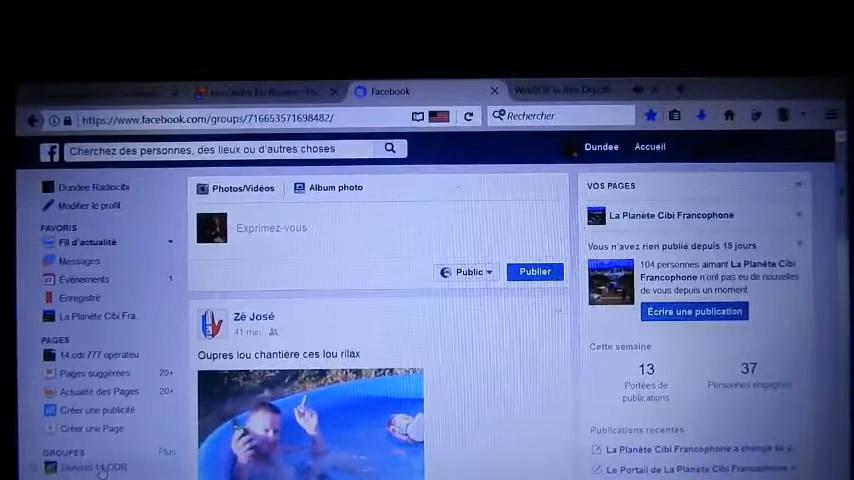 Facebook
https://www.facebook.com/groups/716653571698482/
Rechercher
Cherchez des personnes, des lieux ou d'autres choses
Dundee Accueil
Dundee Radiocibi
Modifier le profil
FAVORIS
Fil d'actualité
Messages
Évènements 1
Enregistré
La Planète Cibi Fra...
PAGES
14.odr.777 operateu
Pages suggérées 20+
Actualité des Pages 20+
Créer une publicité
Créer une Page
GROUPES Plus
Photos/Vidéos Album photo
Exprimez-vous
Public Publier
Zè José
41 min
Oupres lou chantière ces lou rilax
VOS PAGES
La Planète Cibi Francophone
Vous n'avez rien publié depuis 15 jours
104 personnes aimant La Planète Cibi
Francophone n'ont pas eu de nouvelles
de vous depuis un moment.
Écrire une publication
Cette semaine
13 37
Portées de
publications
Personnes engagées
Publications récentes
La Planète Cibi Francophone a changé sa p
Le Portail de La Planète Cibi Francophone